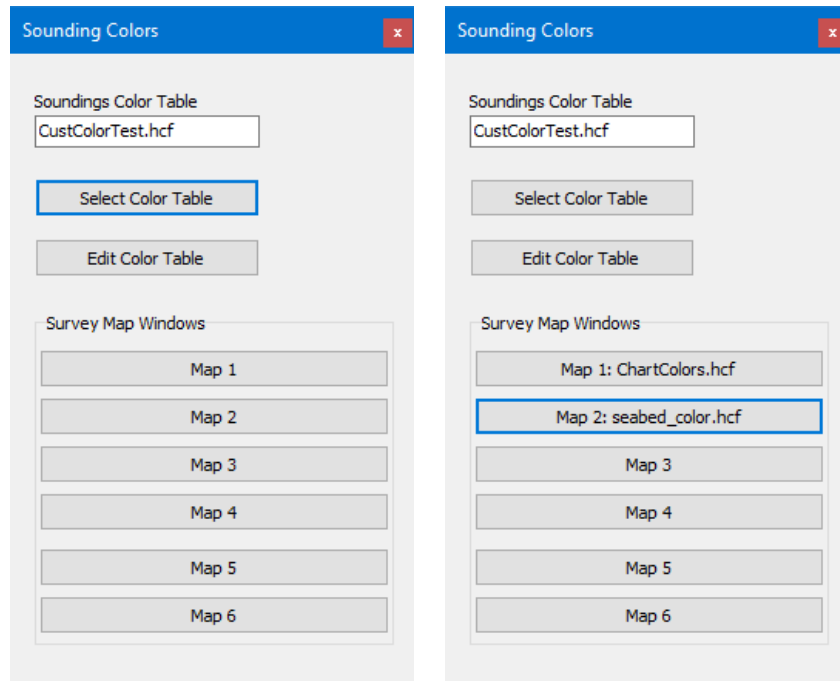 Sounding Colors
x
Soundings Color Table
CustColorTest.hcf
Select Color Table
Edit Color Table
Survey Map Windows
Map 1
Map 2
Map 3
Map 4
Map 5
Map 6
Sounding Colors
x
Soundings Color Table
CustColorTest.hcf
Select Color Table
Edit Color Table
Survey Map Windows
Map 1: ChartColors.hcf
Map 2: seabed_color.hcf
Map 3
Map 4
Map 5
Map 6